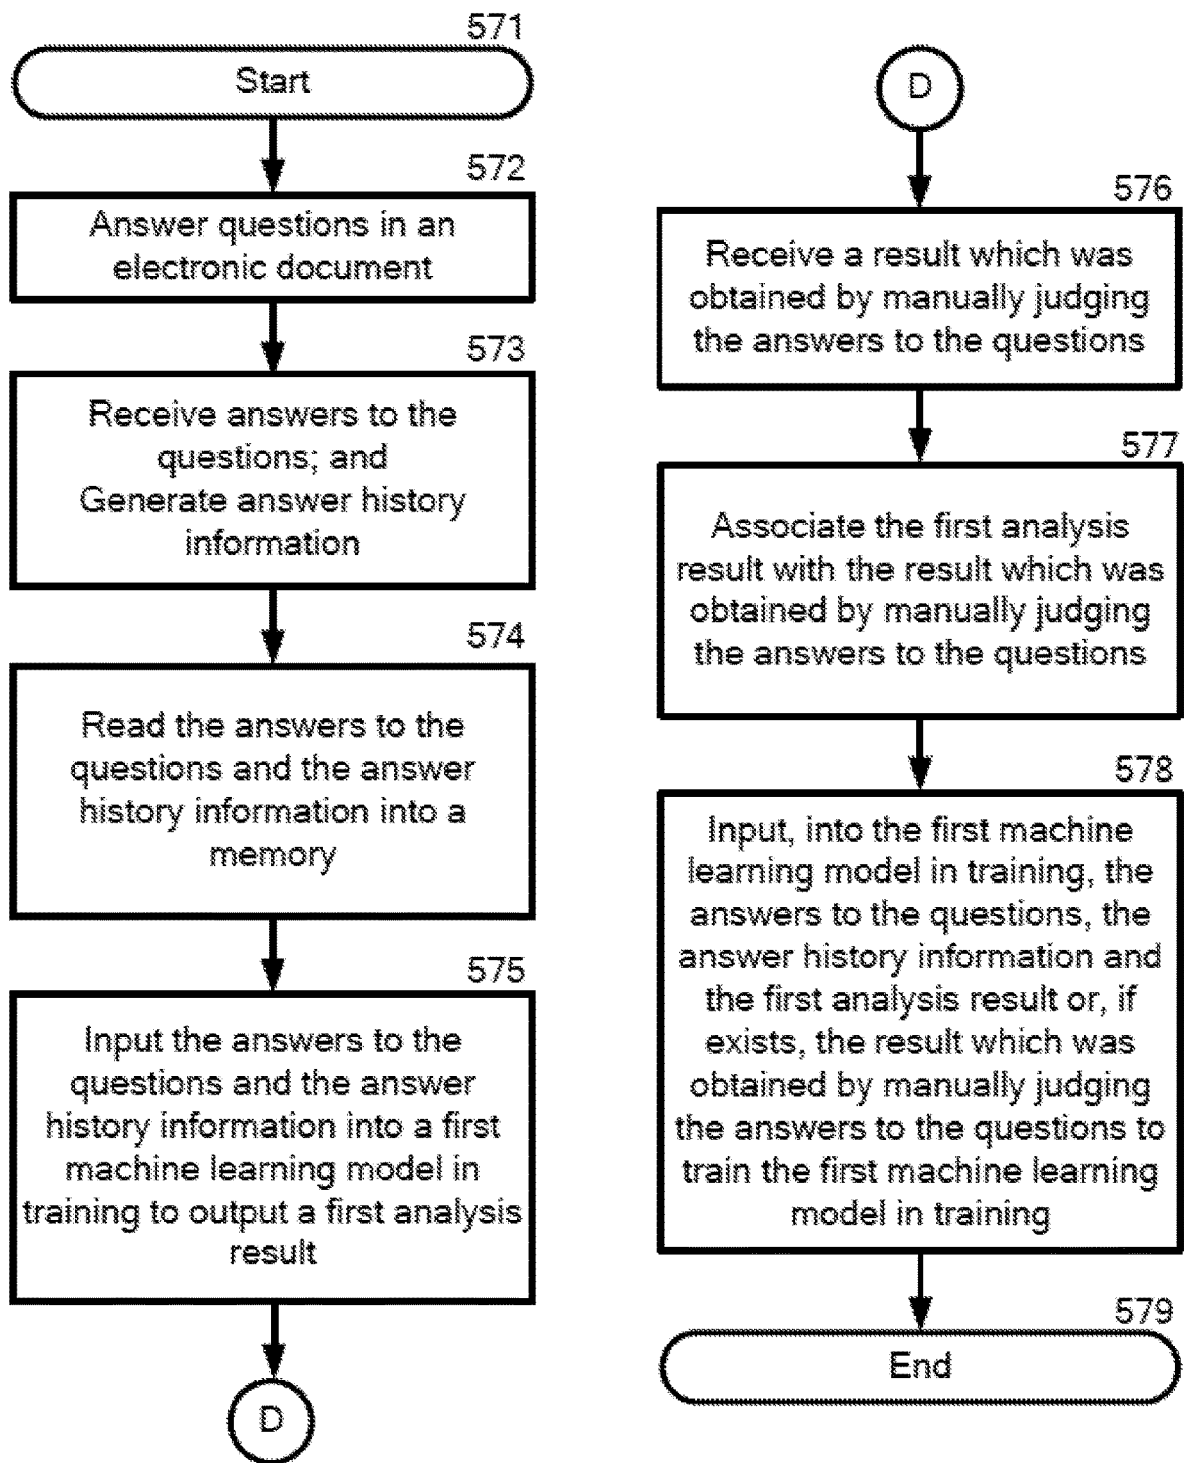 571
Start
572
Answer questions in an
electronic document
573
Receive answers to the
questions; and
Generate answer history
information
574
Read the answers to the
questions and the answer
history information into a
memory
575
Input the answers to the
questions and the answer
history information into a first
machine learning model in
training to output a first analysis
result
D
D
576
Receive a result which was
obtained by manually judging
the answers to the questions
577
Associate the first analysis
result with the result which was
obtained by manually judging
the answers to the questions
578
Input, into the first machine
learning model in training, the
answers to the questions, the
answer history information and
the first analysis result or, if
exists, the result which was
obtained by manually judging
the answers to the questions to
train the first machine learning
model in training
579
End